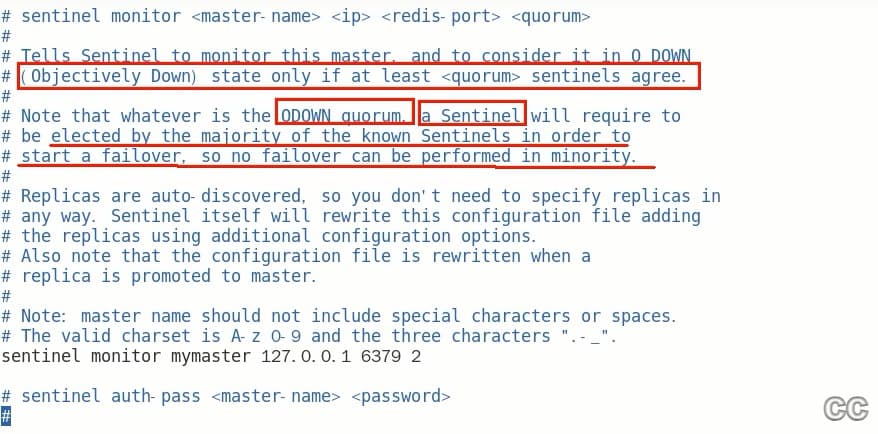 # sentinel monitor <master-name> <ip> <redis-port> <quorum>
#
# Tells Sentinel to monitor this master, and to consider it in O_DOWN
# (Objectively Down) state only if at least <quorum> sentinels agree.
#
# Note that whatever is the ODOWN quorum, a Sentinel will require to
# be elected by the majority of the known Sentinels in order to
# start a failover, so no failover can be performed in minority.
#
# Replicas are auto-discovered, so you don't need to specify replicas in
# any way. Sentinel itself will rewrite this configuration file adding
# the replicas using additional configuration options.
# Also note that the configuration file is rewritten when a
# replica is promoted to master.
#
# Note: master name should not include special characters or spaces.
# The valid charset is A-z 0-9 and the three characters ".-_".
sentinel monitor mymaster 127.0.0.1 6379 2

# sentinel auth-pass <master-name> <password>
#
CC